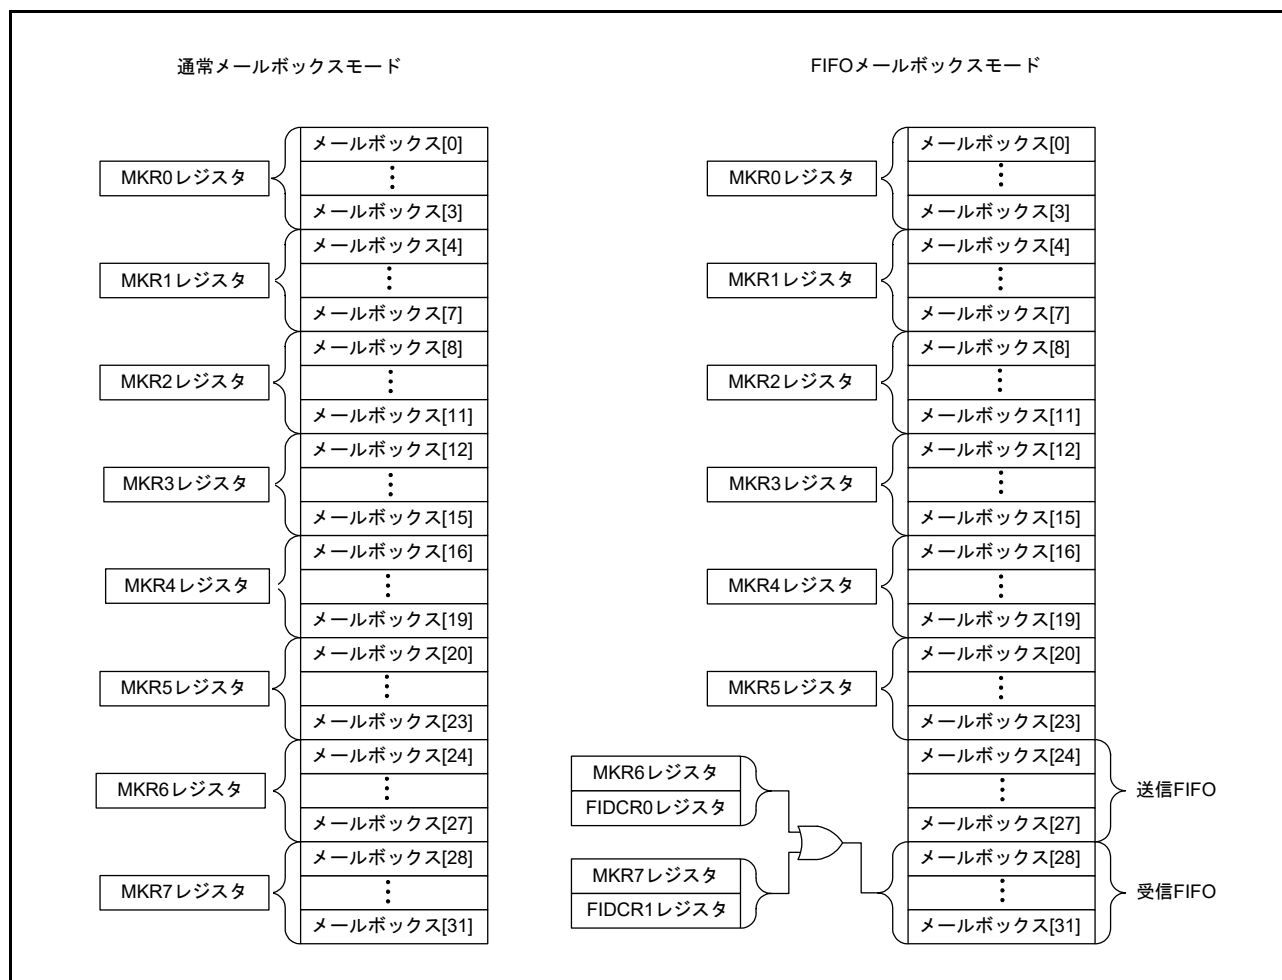 通常メールボックスモード
メールボックス[0]
MKR0レジスタ
メールボックス[3]
メールボックス[4]
MKR1レジスタ
メールボックス[7]
メールボックス[8]
MKR2レジスタ
メールボックス[11]
メールボックス[12]
MKR3レジスタ
メールボックス[15]
メールボックス[16]
MKR4レジスタ
メールボックス[19]
メールボックス[20]
MKR5レジスタ
メールボックス[23]
メールボックス[24]
MKR6レジスタ
メールボックス[27]
メールボックス[28]
MKR7レジスタ
メールボックス[31]
FIFOメールボックスモード
メールボックス[0]
MKR0レジスタ
メールボックス[3]
メールボックス[4]
MKR1レジスタ
メールボックス[7]
メールボックス[8]
MKR2レジスタ
メールボックス[11]
メールボックス[12]
MKR3レジスタ
メールボックス[15]
メールボックス[16]
MKR4レジスタ
メールボックス[19]
メールボックス[20]
MKR5レジスタ
メールボックス[23]
メールボックス[24]
MKR6レジスタ
送信FIFO
FIDCR0レジスタ
メールボックス[27]
メールボックス[28]
MKR7レジスタ
受信FIFO
FIDCR1レジスタ
メールボックス[31]